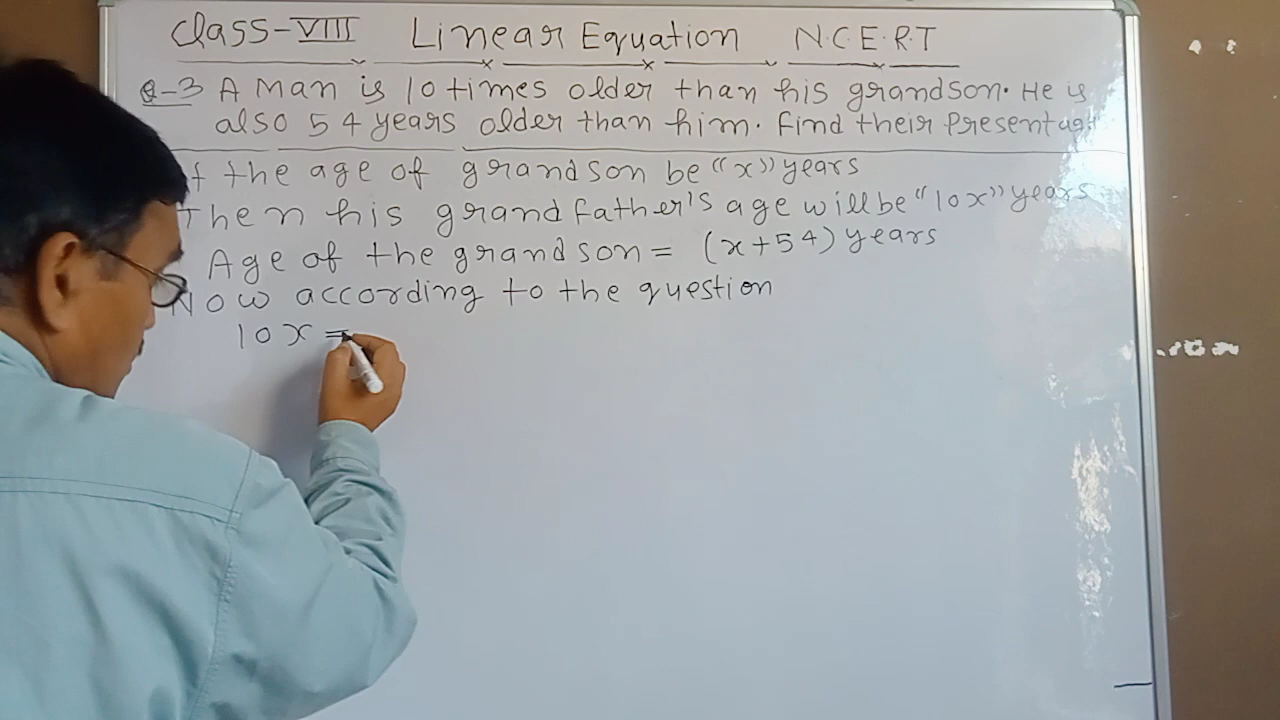 Class-VIII Linear Equation N.C.E.R.T
Q-3 A Man is 10 times older than his grandson. He is
also 54 years older than him. Find their Present age
f the age of grandson be "x" years
Then his grandfather's age will be "10x" years
Age of the grandson = (x+54) years
Now according to the question
10x =